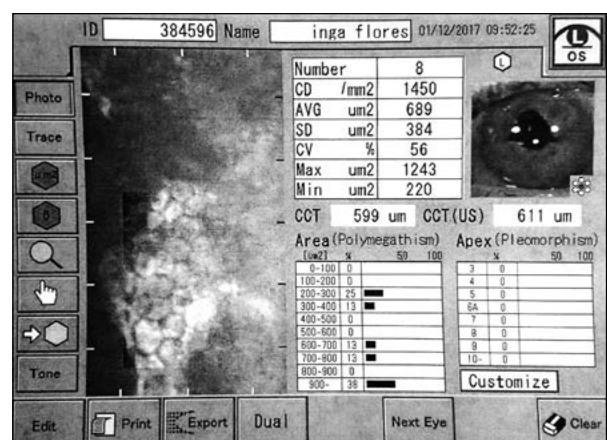 ID 384596 Name inga flores 01/12/2017 09:52:25
L
OS
L
Photo
Trace
Tone
Edit
Number 8
CD /mm2 1450
AVG um2 689
SD um2 384
CV % 56
Max um2 1243
Min um2 220
CCT 599 um CCT(US) 611 um
Area(Polymegathism)
[um2] % 50 100
0-100 0
100-200 0
200-300 25
300-400 13
400-500 0
500-600 0
600-700 13
700-800 13
800-900 0
900- 38
Apex(Pleomorphism)
% 50 100
3 0
4 0
5 0
6A 0
7 0
8 0
9 0
10- 0
Customize
Print
Export
Dual
Next Eye
Clear